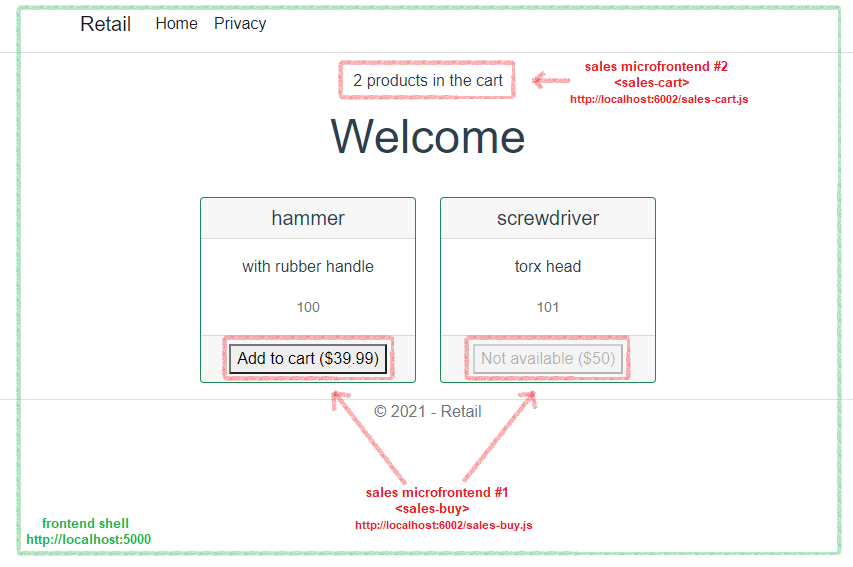 Retail Home Privacy
2 products in the cart
sales microfrontend #2
<sales-cart>
http://localhost:6002/sales-cart.js
Welcome
hammer
with rubber handle
100
Add to cart ($39.99)
screwdriver
torx head
101
Not available ($50)
© 2021 - Retail
sales microfrontend #1
<sales-buy>
http://localhost:6002/sales-buy.js
frontend shell
http://localhost:5000